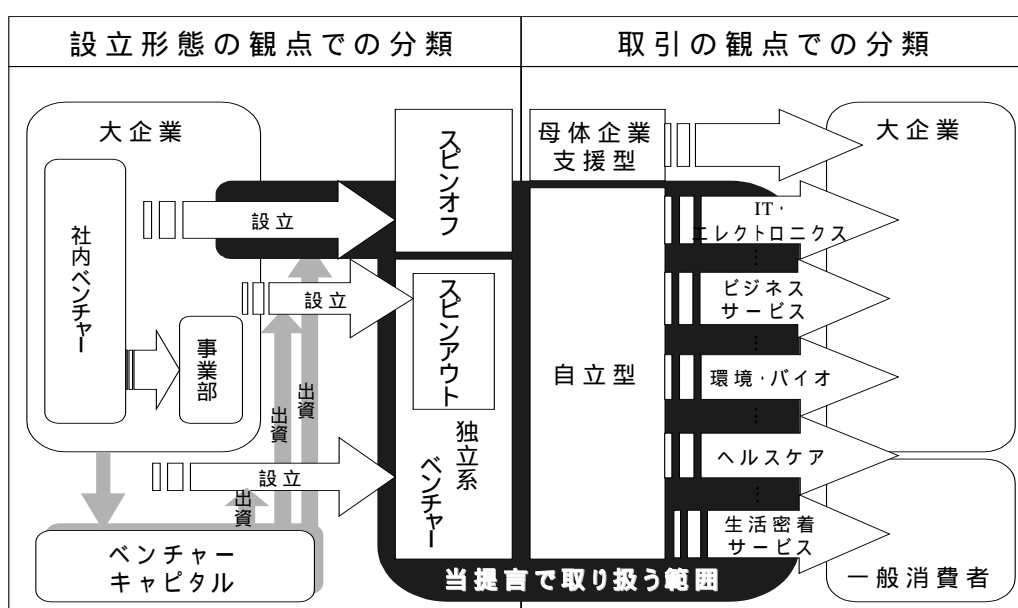 設立形態の観点での分類
取引の観点での分類
大企業
社内ベンチャー
事業部
設立
設立
設立
出資
出資
出資
ベンチャー
キャピタル
スピンオフ
スピンアウト
独立系
ベンチャー
母体企業
支援型
自立型
IT・
エレクトロニクス
…
ビジネス
サービス
…
環境・バイオ
…
ヘルスケア
…
生活密着
サービス
大企業
一般消費者
当提言で取り扱う範囲